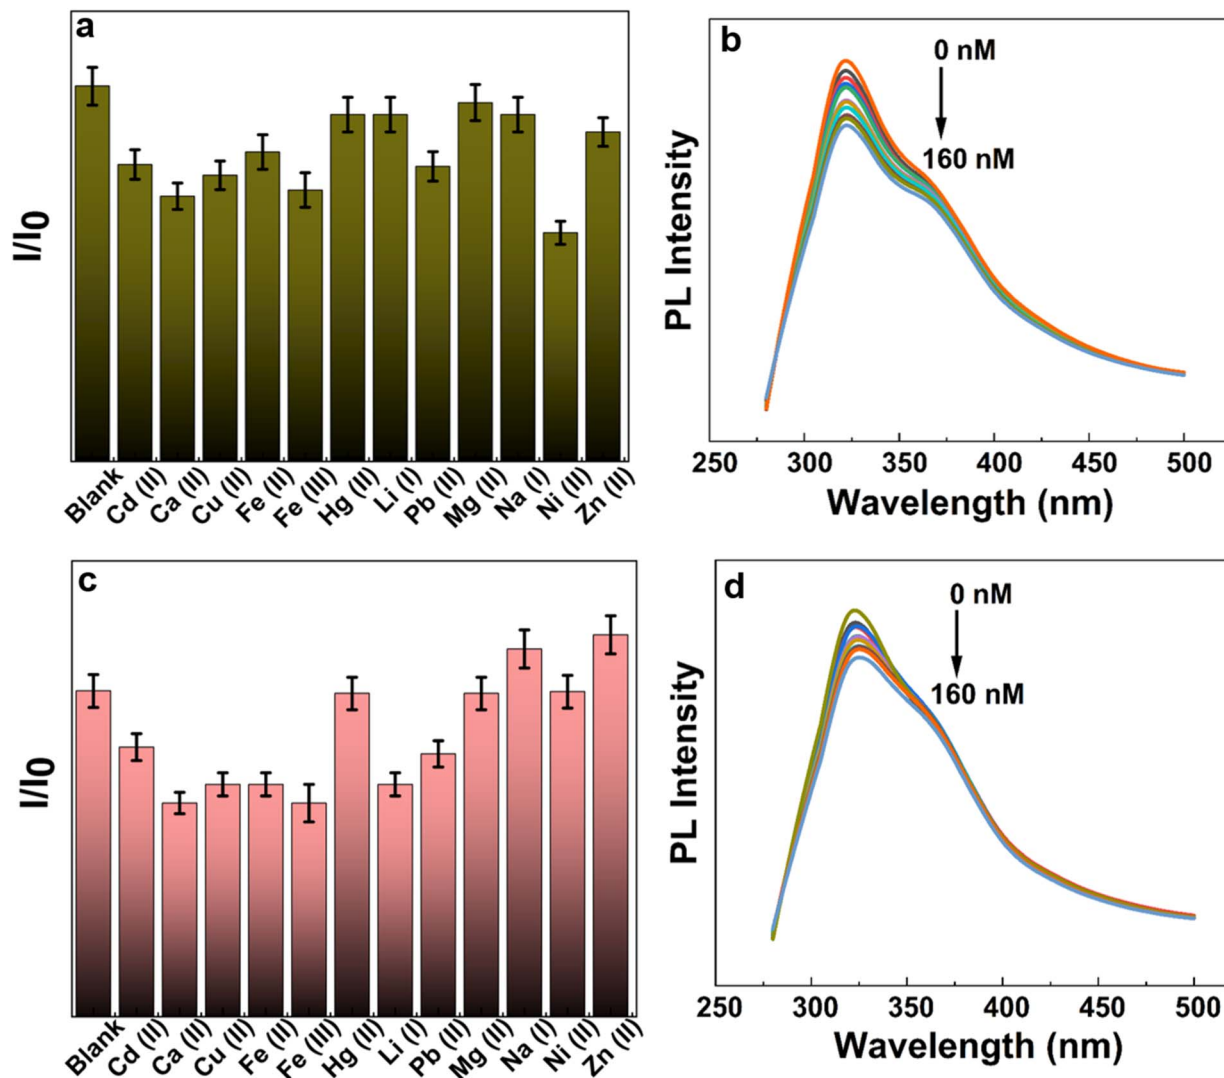 a
I/I0
Blank
Cd (II)
Ca (II)
Cu (II)
Fe (II)
Fe (III)
Hg (II)
Li (I)
Pb (II)
Mg (II)
Na (I)
Ni (II)
Zn (II)
b
0 nM
160 nM
PL Intensity
250 300 350 400 450 500
Wavelength (nm)
c
I/I0
Blank
Cd (II)
Ca (II)
Cu (II)
Fe (II)
Fe (III)
Hg (II)
Li (I)
Pb (II)
Mg (II)
Na (I)
Ni (II)
Zn (II)
d
0 nM
160 nM
PL Intensity
250 300 350 400 450 500
Wavelength (nm)